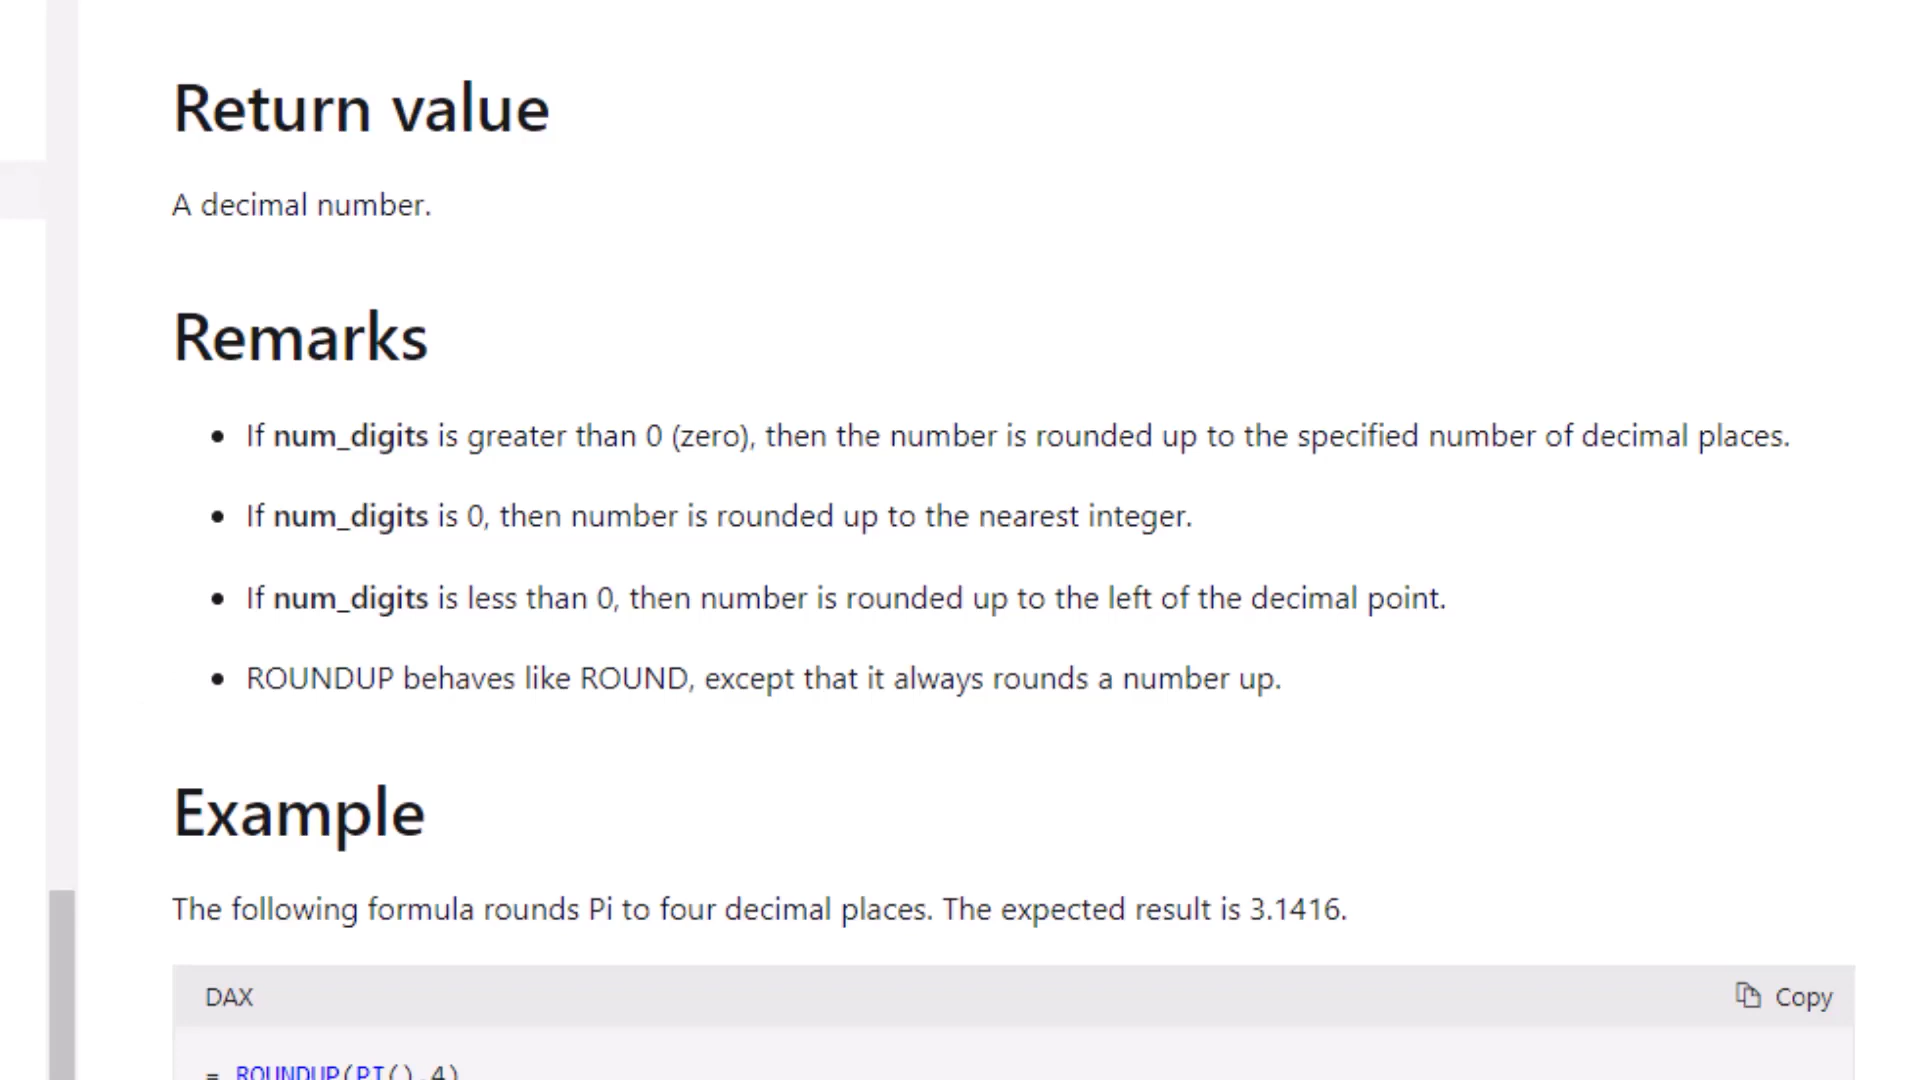 Return value
A decimal number.
Remarks
• If num_digits is greater than 0 (zero), then the number is rounded up to the specified number of decimal places.
• If num_digits is 0, then number is rounded up to the nearest integer.
• If num_digits is less than 0, then number is rounded up to the left of the decimal point.
• ROUNDUP behaves like ROUND, except that it always rounds a number up.
Example
The following formula rounds Pi to four decimal places. The expected result is 3.1416.
DAX Copy
= ROUNDUP(PI(),4)